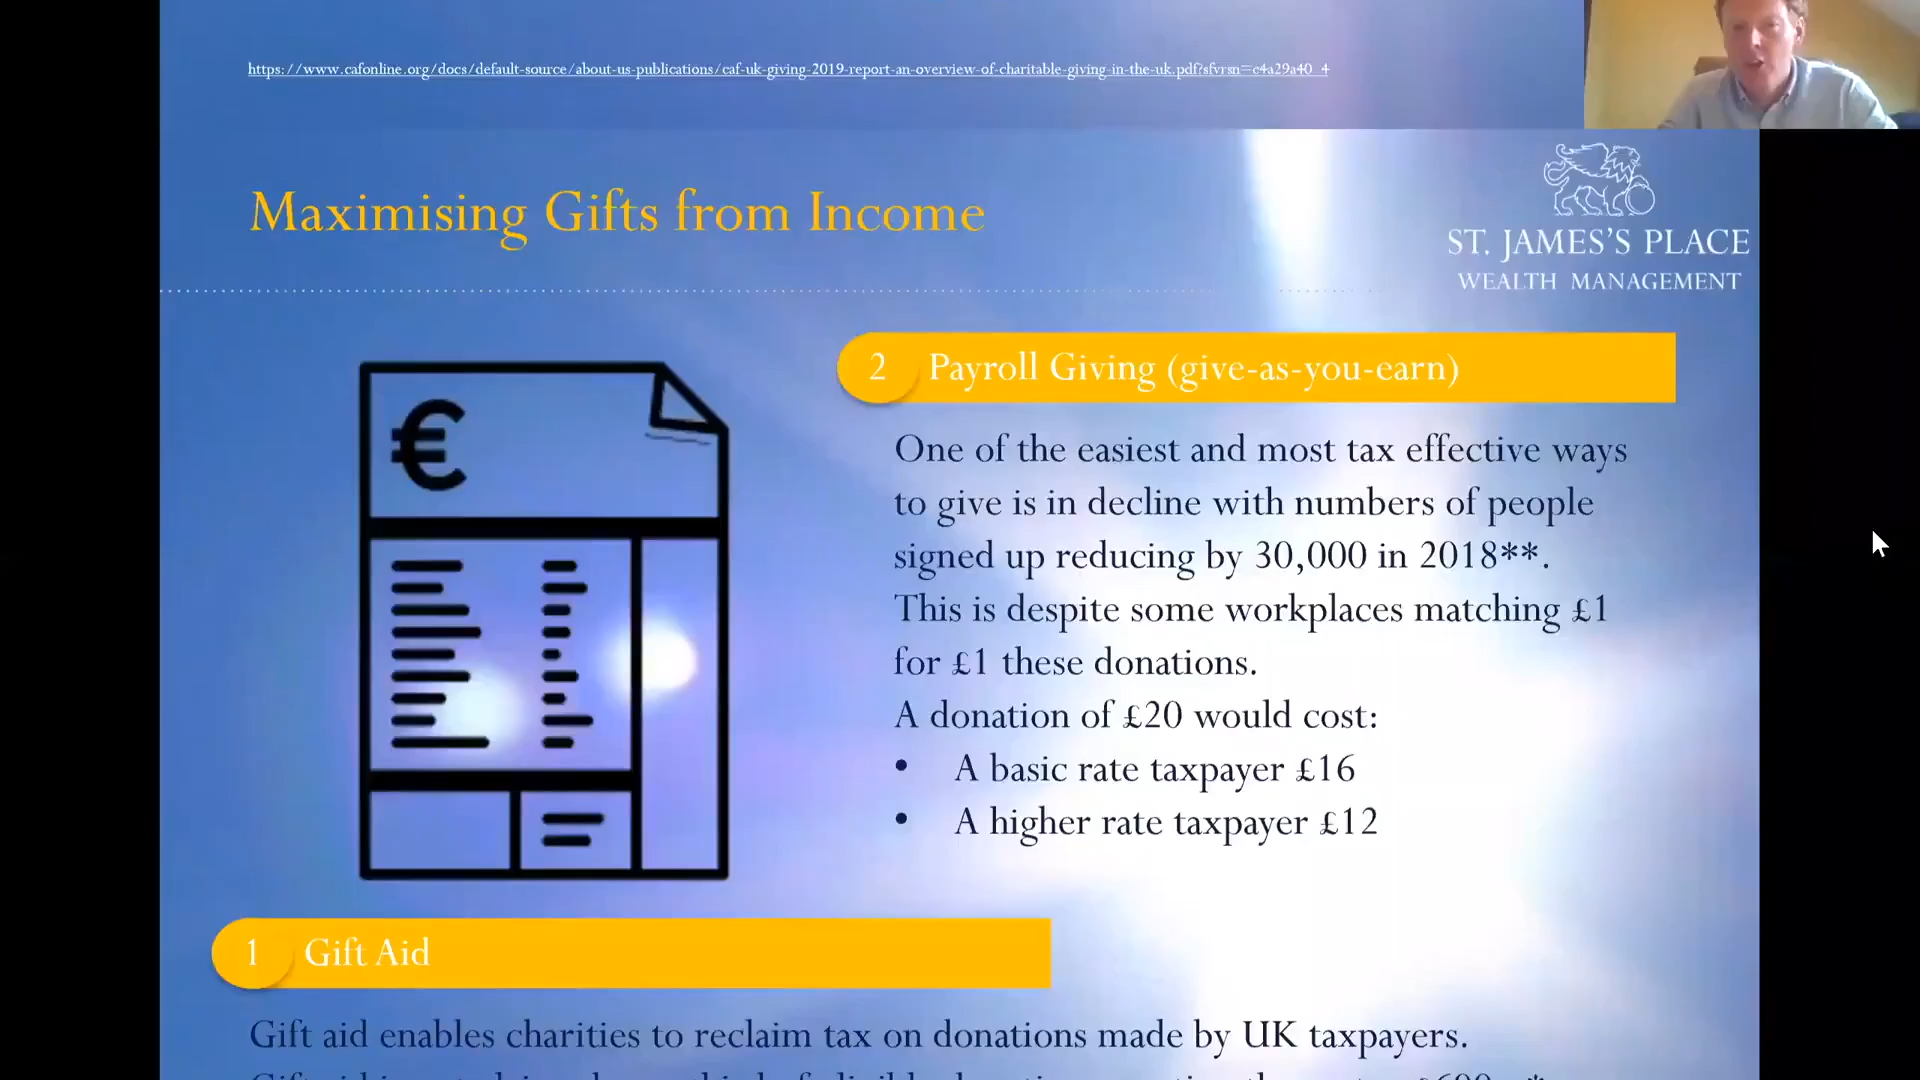 https://www.cafonline.org/docs/default-source/about-us-publications/caf-uk-giving-2019-report-an-overview-of-charitable-giving-in-the-uk.pdf?sfvrsn=c4a29a40_4
Maximising Gifts from Income
ST. JAMES'S PLACE
WEALTH MANAGEMENT
€
2 Payroll Giving (give-as-you-earn)
One of the easiest and most tax effective ways
to give is in decline with numbers of people
signed up reducing by 30,000 in 2018**.
This is despite some workplaces matching £1
for £1 these donations.
A donation of £20 would cost:
• A basic rate taxpayer £16
• A higher rate taxpayer £12
1 Gift Aid
Gift aid enables charities to reclaim tax on donations made by UK taxpayers.